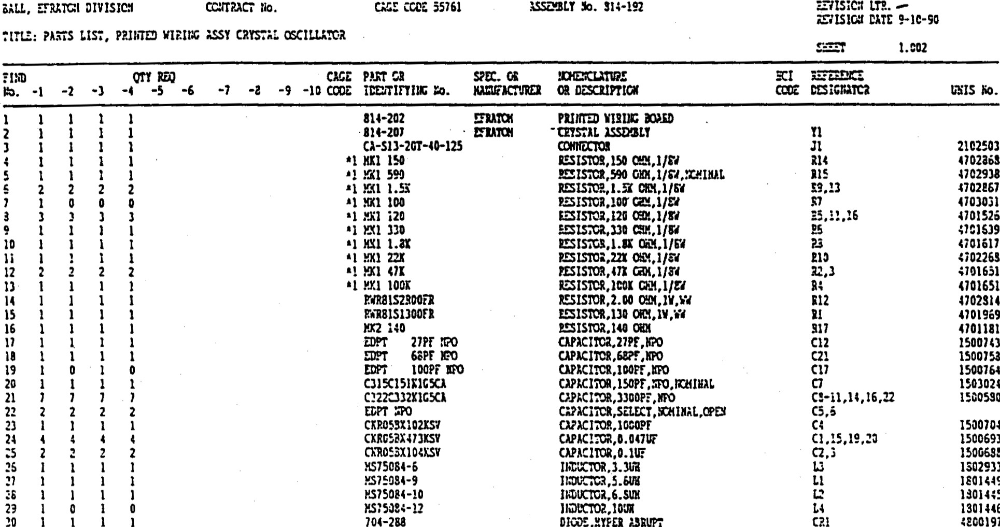 BALL, EFRATOM DIVISION CONTRACT No. CAGE CODE 55761 ASSEMBLY No. 814-192 REVISION LTR. —
REVISION DATE 9-10-90
TITLE: PARTS LIST, PRINTED WIRING ASSY CRYSTAL OSCILLATOR
SHEET 1.002
FIND QTY REQ CAGE PART OR SPEC. OR NOMENCLATURE ECI REFERENCE
No. -1 -2 -3 -4 -5 -6 -7 -8 -9 -10 CODE IDENTIFYING No. MANUFACTURER OR DESCRIPTION CODE DESIGNATOR UNIS No.
1 1 1 1 1 814-202 EFRATOM PRINTED WIRING BOARD
2 1 1 1 1 814-207 EFRATOM CRYSTAL ASSEMBLY Y1
3 1 1 1 1 CA-S13-2GT-40-125 CONNECTOR J1 2102503
4 1 1 1 1 *1 MK1 150 RESISTOR,150 OHM,1/8W R14 4702868
5 1 1 1 1 *1 MK1 590 RESISTOR,590 OHM,1/8W,NOMINAL R15 4702938
6 2 2 2 2 *1 MK1 1.5K RESISTOR,1.5K OHM,1/8W R9,13 4702867
7 1 0 0 0 *1 MK1 100 RESISTOR,100 OHM,1/8W R7 4703031
8 3 3 3 3 *1 MK1 120 RESISTOR,120 OHM,1/8W R5,11,16 4701526
9 1 1 1 1 *1 MK1 330 RESISTOR,330 OHM,1/8W 4701639
10 1 1 1 1 *1 MK1 1.8K RESISTOR,1.8K OHM,1/8W 4701617
11 1 1 1 1 *1 MK1 22K RESISTOR,22K OHM,1/8W R10 4702268
12 2 2 2 2 *1 MK1 47K RESISTOR,47K OHM,1/8W R2,3 4701651
13 1 1 1 1 *1 MK1 100K RESISTOR,100K OHM,1/8W R4 4701651
14 1 1 1 1 RWR81S2R00FR RESISTOR,2.00 OHM,1W,WW R12 4702814
15 1 1 1 1 RWR81S1300FR RESISTOR,130 OHM,1W,WW R1 4701969
16 1 1 1 1 MK2 140 RESISTOR,140 OHM R17 4701181
17 1 1 1 1 EDPT 27PF NPO CAPACITOR,27PF,NPO C12 1500743
18 1 1 1 1 EDPT 68PF NPO CAPACITOR,68PF,NPO C21 1500758
19 1 0 1 0 EDPT 100PF NPO CAPACITOR,100PF,NPO C17 1500764
20 1 1 1 1 C315C151K1G5CA CAPACITOR,150PF,NPO,NOMINAL C7 1503024
21 7 7 7 7 C322C332K1G5CA CAPACITOR,3300PF,NPO C8-11,14,16,22 1500580
22 2 2 2 2 EDPT NPO CAPACITOR,SELECT,NOMINAL,OPEN C5,6
23 1 1 1 1 CKR05BX102KSV CAPACITOR,1000PF C4 1500704
24 4 4 4 4 CKR05BX473KSV CAPACITOR,0.047UF C1,15,19,20 1500693
25 2 2 2 2 CKR05BX104KSV CAPACITOR,0.1UF C2,3 1500688
26 1 1 1 1 MS75084-6 INDUCTOR,3.3UH L3 1802933
27 1 1 1 1 MS75084-9 INDUCTOR,5.6UH L1 1801449
28 1 1 1 1 MS75084-10 INDUCTOR,6.8UH L2 1801445
29 1 0 1 0 MS75084-12 INDUCTOR,10UH L4 1801446
30 1 1 1 1 704-288 DIODE,HYPER ABRUPT CR1 4800197